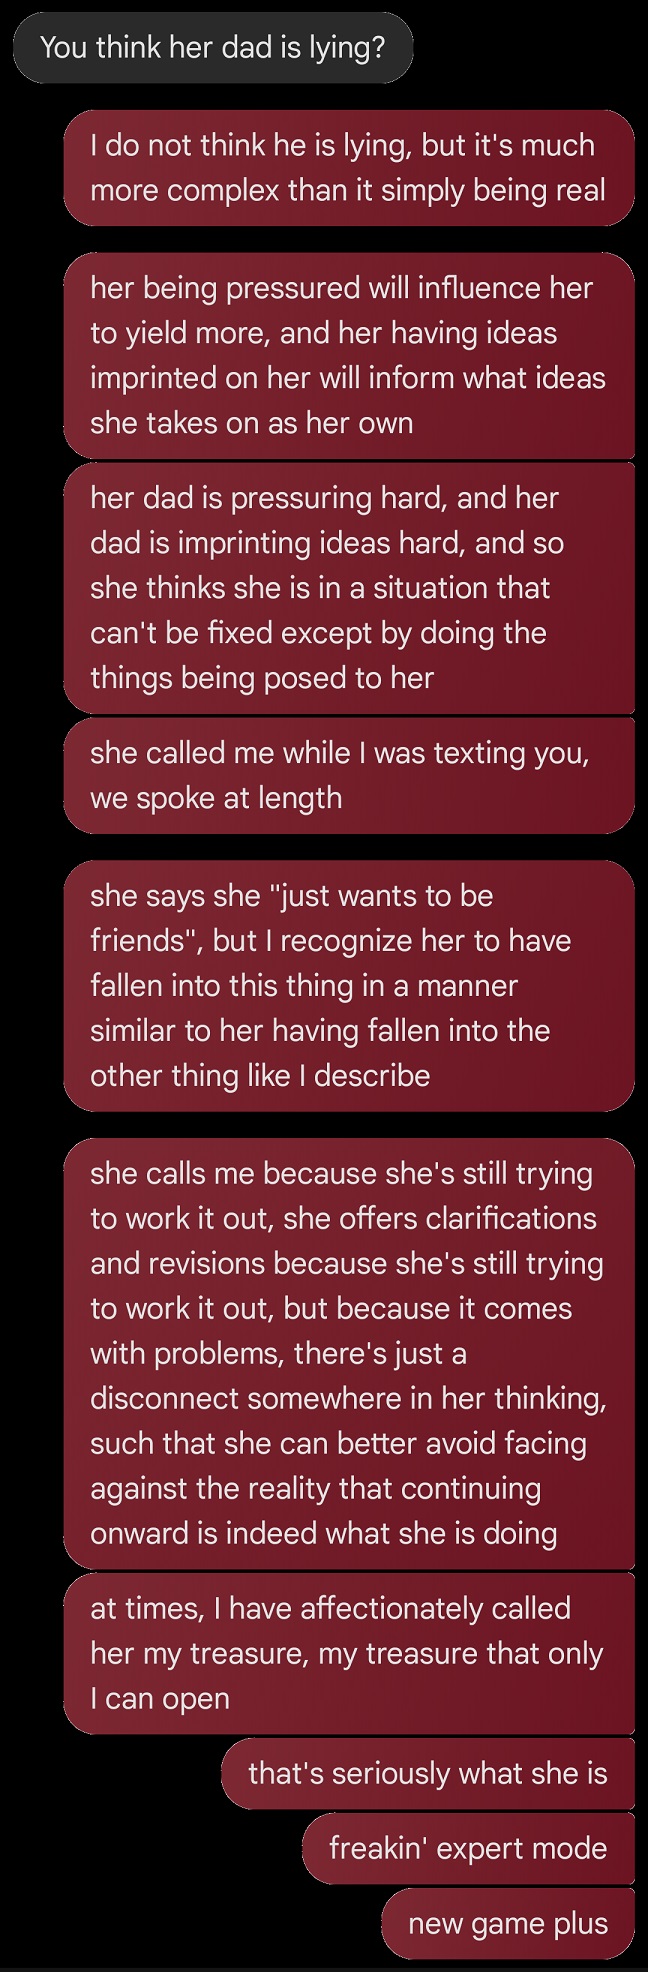 You think her dad is lying?
I do not think he is lying, but it's much
more complex than it simply being real
her being pressured will influence her
to yield more, and her having ideas
imprinted on her will inform what ideas
she takes on as her own
her dad is pressuring hard, and her
dad is imprinting ideas hard, and so
she thinks she is in a situation that
can't be fixed except by doing the
things being posed to her
she called me while I was texting you,
we spoke at length
she says she "just wants to be
friends", but I recognize her to have
fallen into this thing in a manner
similar to her having fallen into the
other thing like I describe
she calls me because she's still trying
to work it out, she offers clarifications
and revisions because she's still trying
to work it out, but because it comes
with problems, there's just a
disconnect somewhere in her thinking,
such that she can better avoid facing
against the reality that continuing
onward is indeed what she is doing
at times, I have affectionately called
her my treasure, my treasure that only
I can open
that's seriously what she is
freakin' expert mode
new game plus